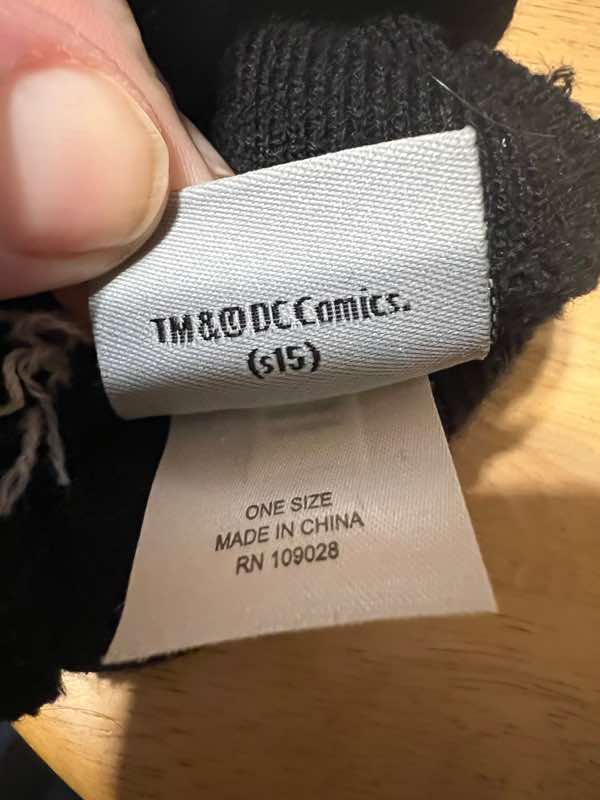 TM & © DC Comics.
(s15)
ONE SIZE
MADE IN CHINA
RN 109028